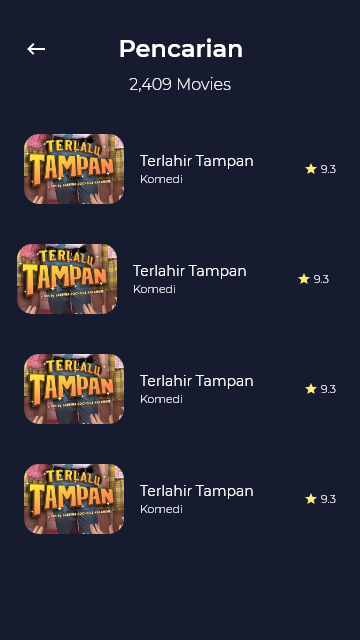 Pencarian
2,409 Movies
TERLALU
TAMPAN
Terlahir Tampan
Komedi
9.3
TERLALU
TAMPAN
Terlahir Tampan
Komedi
9.3
TERLALU
TAMPAN
Terlahir Tampan
Komedi
9.3
TERLALU
TAMPAN
Terlahir Tampan
Komedi
9.3